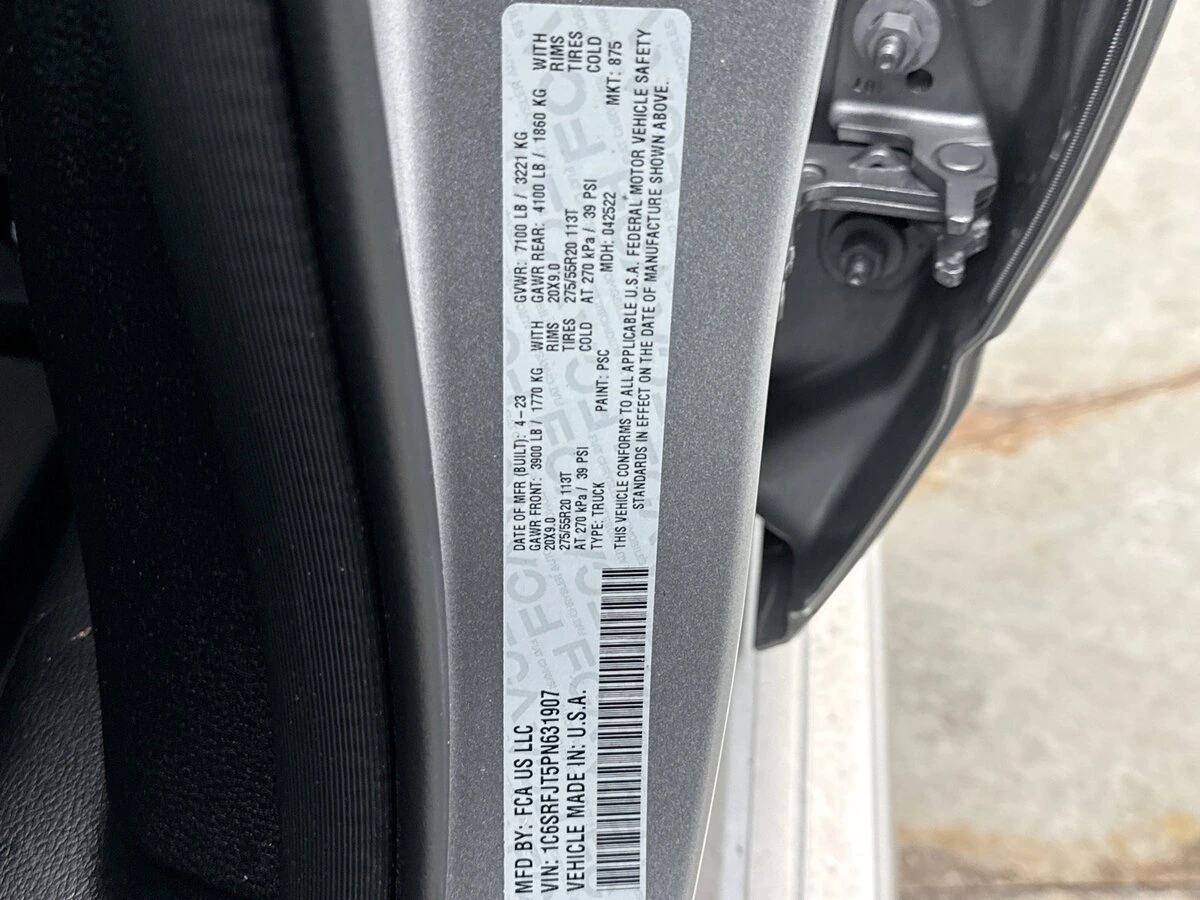 MFD BY: FCA US LLC
VIN: 1C6SRFJT5PN631907
VEHICLE MADE IN: U.S.A.
DATE OF MFR (BUILT): 4-23 GVWR: 7100 LB / 3221 KG
GAWR FRONT: 3900 LB / 1770 KG WITH GAWR REAR: 4100 LB / 1860 KG WITH
20X9.0 RIMS 20X9.0 RIMS
275/55R20 113T TIRES 275/55R20 113T TIRES
AT 270 kPa / 39 PSI COLD AT 270 kPa / 39 PSI COLD
TYPE: TRUCK PAINT: PSC MDH: 042522 MKT: 875
THIS VEHICLE CONFORMS TO ALL APPLICABLE U.S.A. FEDERAL MOTOR VEHICLE SAFETY
STANDARDS IN EFFECT ON THE DATE OF MANUFACTURE SHOWN ABOVE.